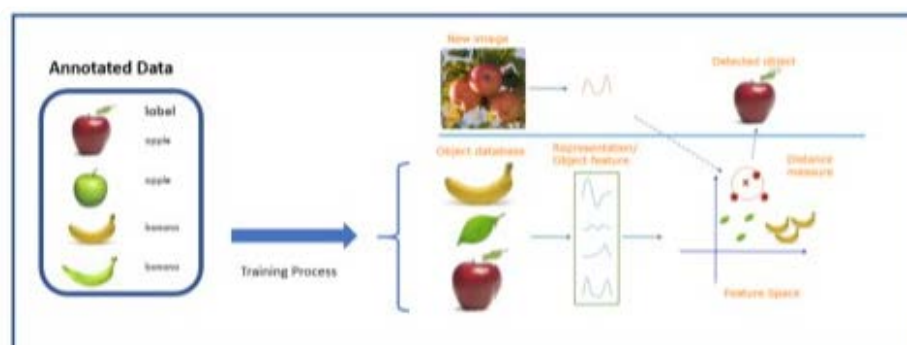 Annotated Data
label
apple
apple
banana
banana
Training Process
New image
Detected object
Object database
Representation/
Object feature
Distance
measure
Feature Space